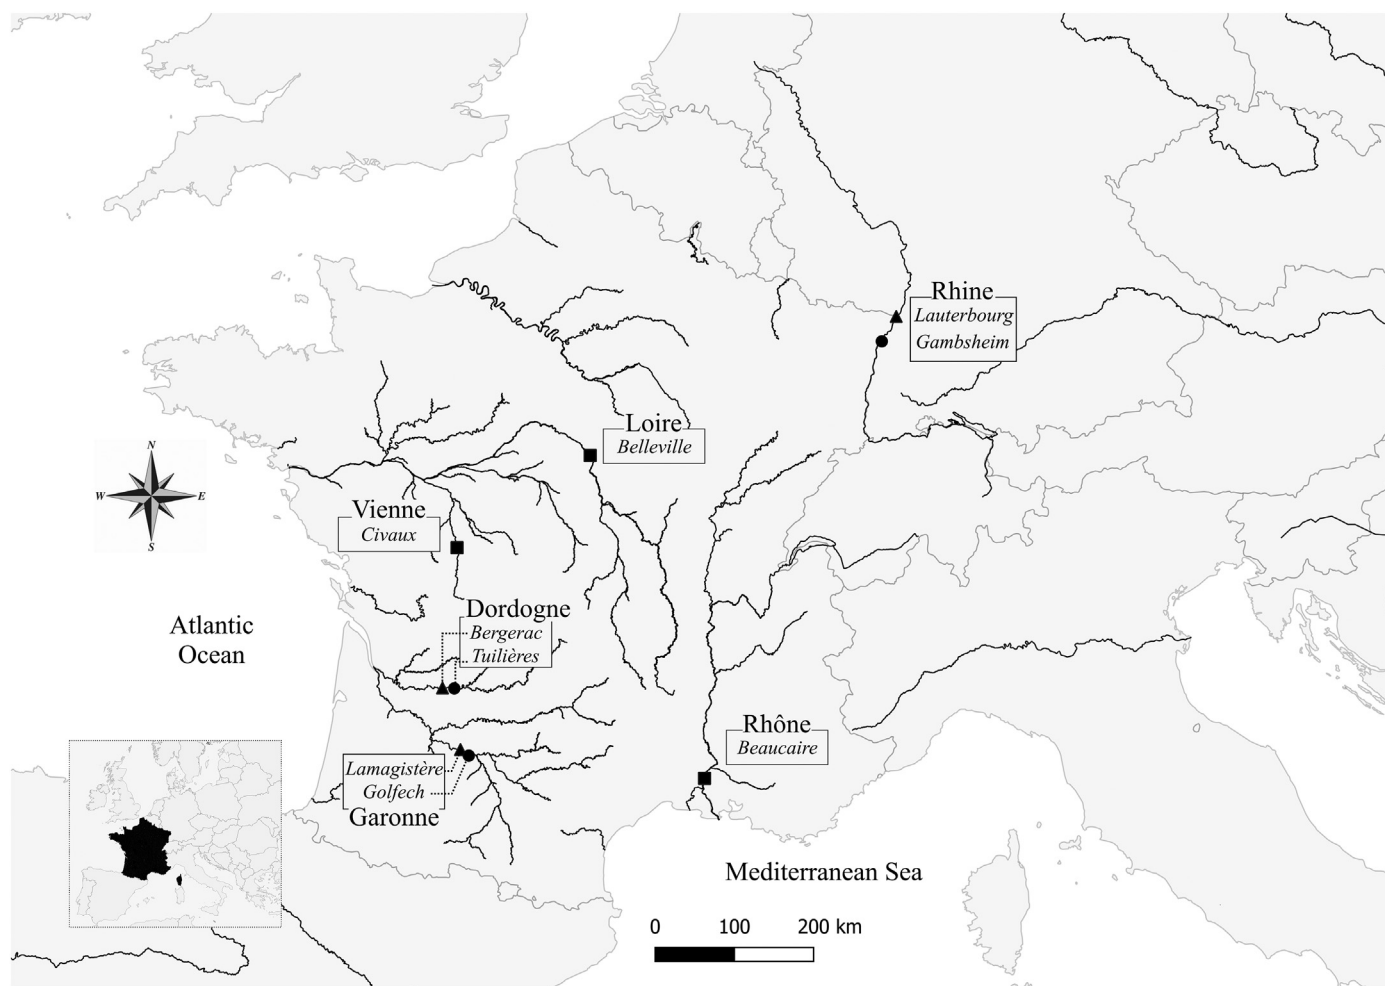 Rhine
Lauterbourg
Gambsheim
Loire
Belleville
N
W
E
S
Vienne
Civaux
Dordogne
Bergerac
Tuilières
Atlantic
Ocean
Rhône
Beaucaire
Lamagistère
Golfech
Garonne
Mediterranean Sea
0 100 200 km